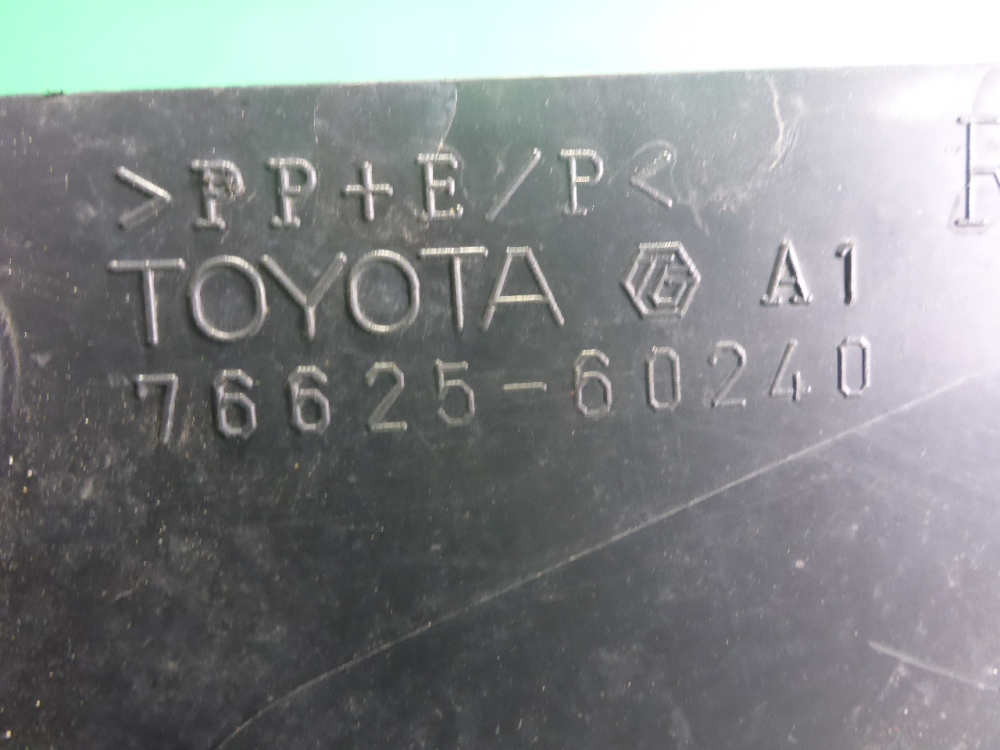 >PP+E/P<
TOYOTA A1
76625-60240
R